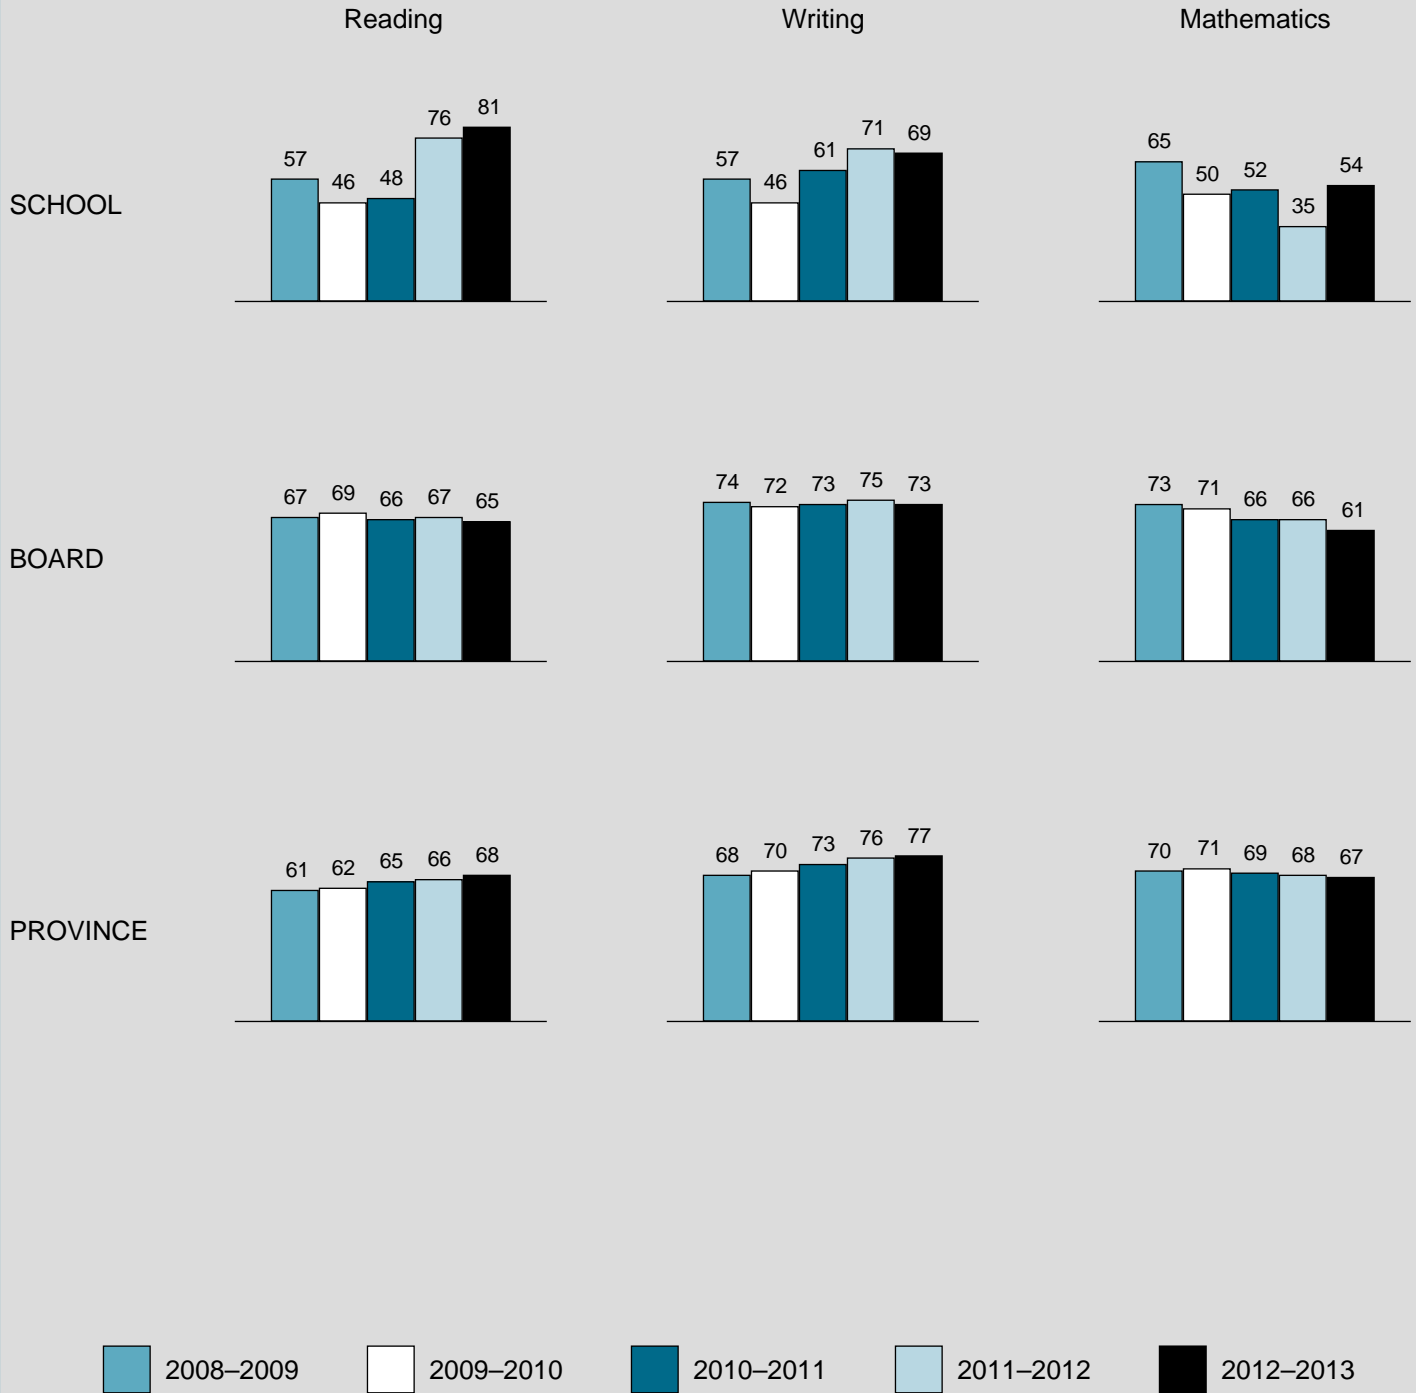 Reading Writing Mathematics
SCHOOL
57 46 48 76 81
57 46 61 71 69
65 50 52 35 54
BOARD
67 69 66 67 65
74 72 73 75 73
73 71 66 66 61
PROVINCE
61 62 65 66 68
68 70 73 76 77
70 71 69 68 67
2008–2009 2009–2010 2010–2011 2011–2012 2012–2013